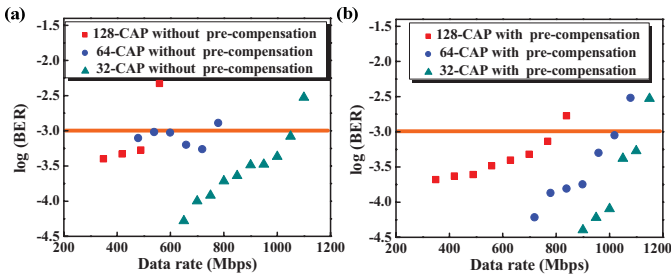 (a)
-1.5
-2.0
-2.5
-3.0
-3.5
-4.0
-4.5
log (BER)
128-CAP without pre-compensation
64-CAP without pre-compensation
32-CAP without pre-compensation
200 400 600 800 1000 1200
Data rate (Mbps)
(b)
-1.5
-2.0
-2.5
-3.0
-3.5
-4.0
-4.5
log (BER)
128-CAP with pre-compensation
64-CAP with pre-compensation
32-CAP with pre-compensation
200 400 600 800 1000 1200
Data rate (Mbps)